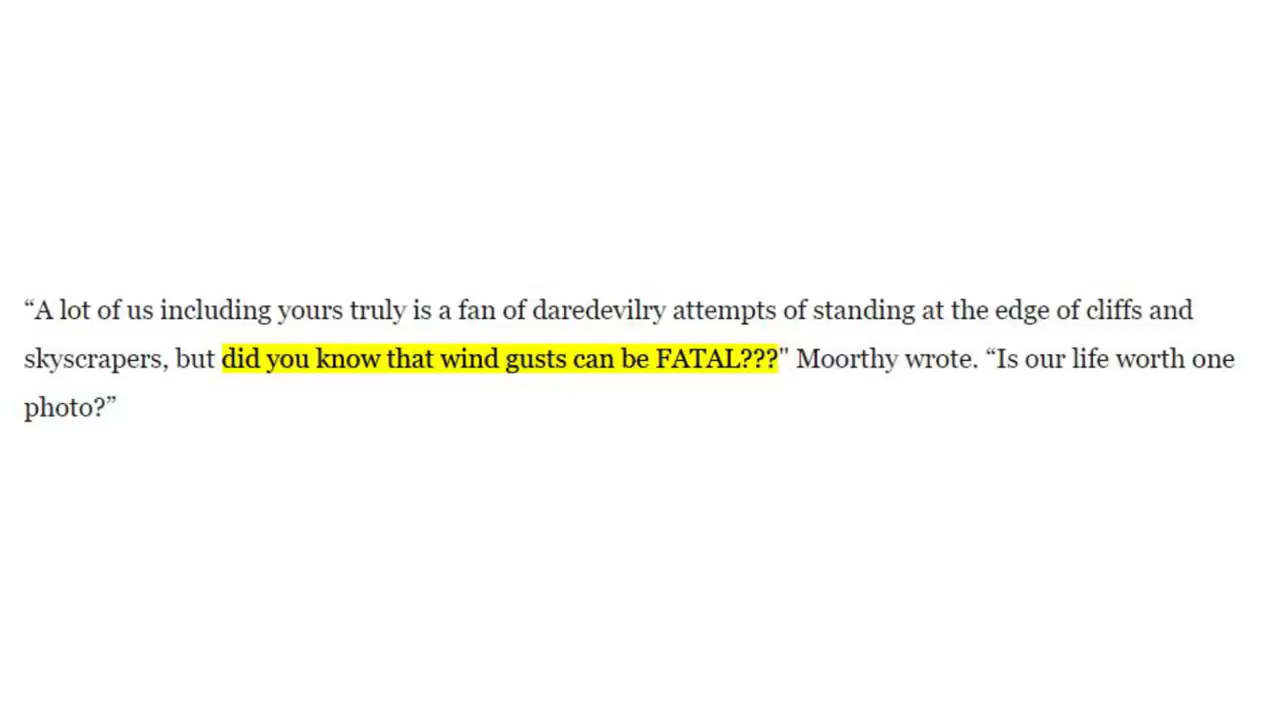 “A lot of us including yours truly is a fan of daredevilry attempts of standing at the edge of cliffs and
skyscrapers, but did you know that wind gusts can be FATAL???" Moorthy wrote. “Is our life worth one
photo?”